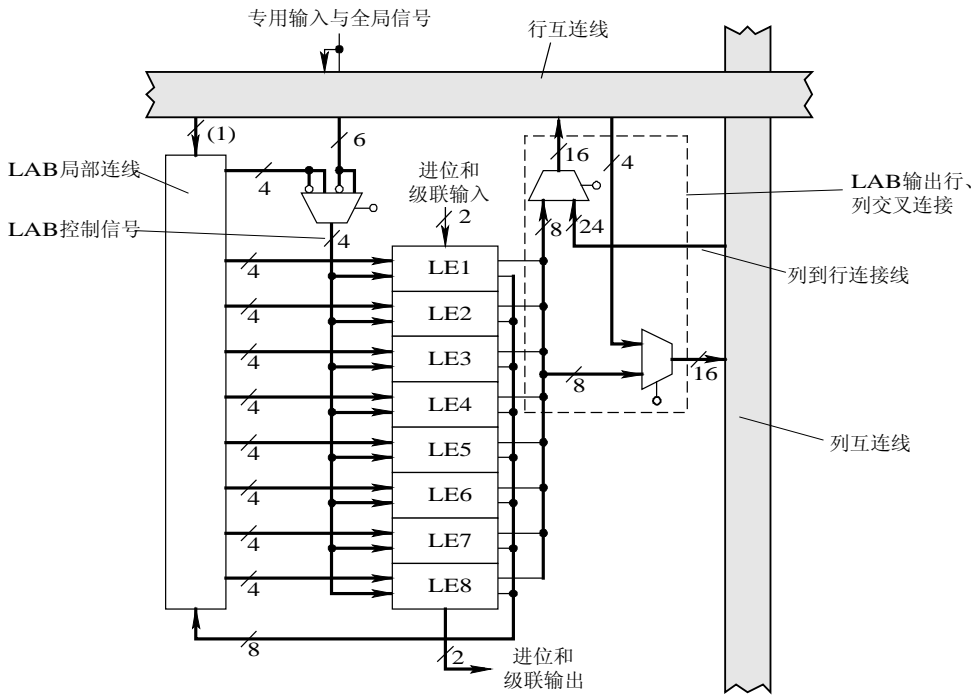 专用输入与全局信号
行互连线
(1)
6
16
4
LAB局部连线
4
进位和
级联输入
LAB输出行、
列交叉连接
2
8
24
LAB控制信号
4
4
LE1
列到行连接线
4
LE2
4
LE3
8
16
4
LE4
4
LE5
列互连线
4
LE6
4
LE7
4
LE8
8
2
进位和
级联输出